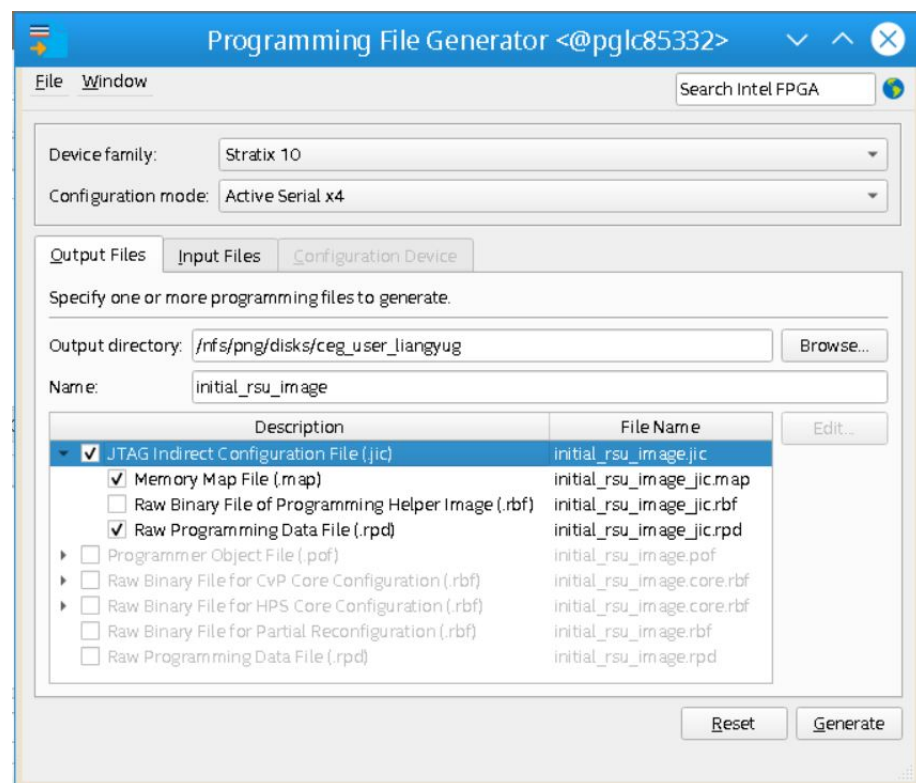 Programming File Generator <@pglc85332>
File Window
Search Intel FPGA
Device family: Stratix 10
Configuration mode: Active Serial x4
Output Files Input Files Configuration Device
Specify one or more programming files to generate.
Output directory: /nfs/png/disks/ceg_user_liangyug Browse...
Name: initial_rsu_image
Description File Name Edit...
JTAG Indirect Configuration File (.jic) initial_rsu_image.jic
Memory Map File (.map) initial_rsu_image_jic.map
Raw Binary File of Programming Helper Image (.rbf) initial_rsu_image_jic.rbf
Raw Programming Data File (.rpd) initial_rsu_image_jic.rpd
Programmer Object File (.pof) initial_rsu_image.pof
Raw Binary File for CvP Core Configuration (.rbf) initial_rsu_image.core.rbf
Raw Binary File for HPS Core Configuration (.rbf) initial_rsu_image.core.rbf
Raw Binary File for Partial Reconfiguration (.rbf) initial_rsu_image.rbf
Raw Programming Data File (.rpd) initial_rsu_image.rpd
Reset Generate